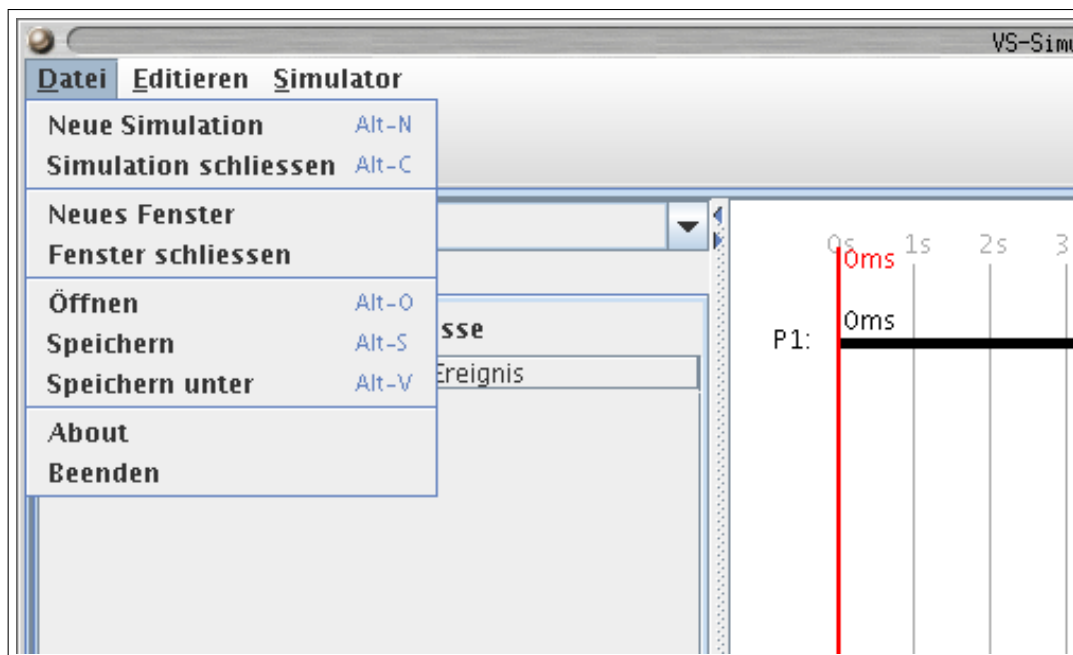 VS-Simu
Datei Editieren Simulator
Neue Simulation Alt-N
Simulation schliessen Alt-C
Neues Fenster
Fenster schliessen
Öffnen Alt-O
Speichern Alt-S
Speichern unter Alt-V
About
Beenden
sse
Ereignis
0s 1s 2s 3
0ms
0ms
P1: